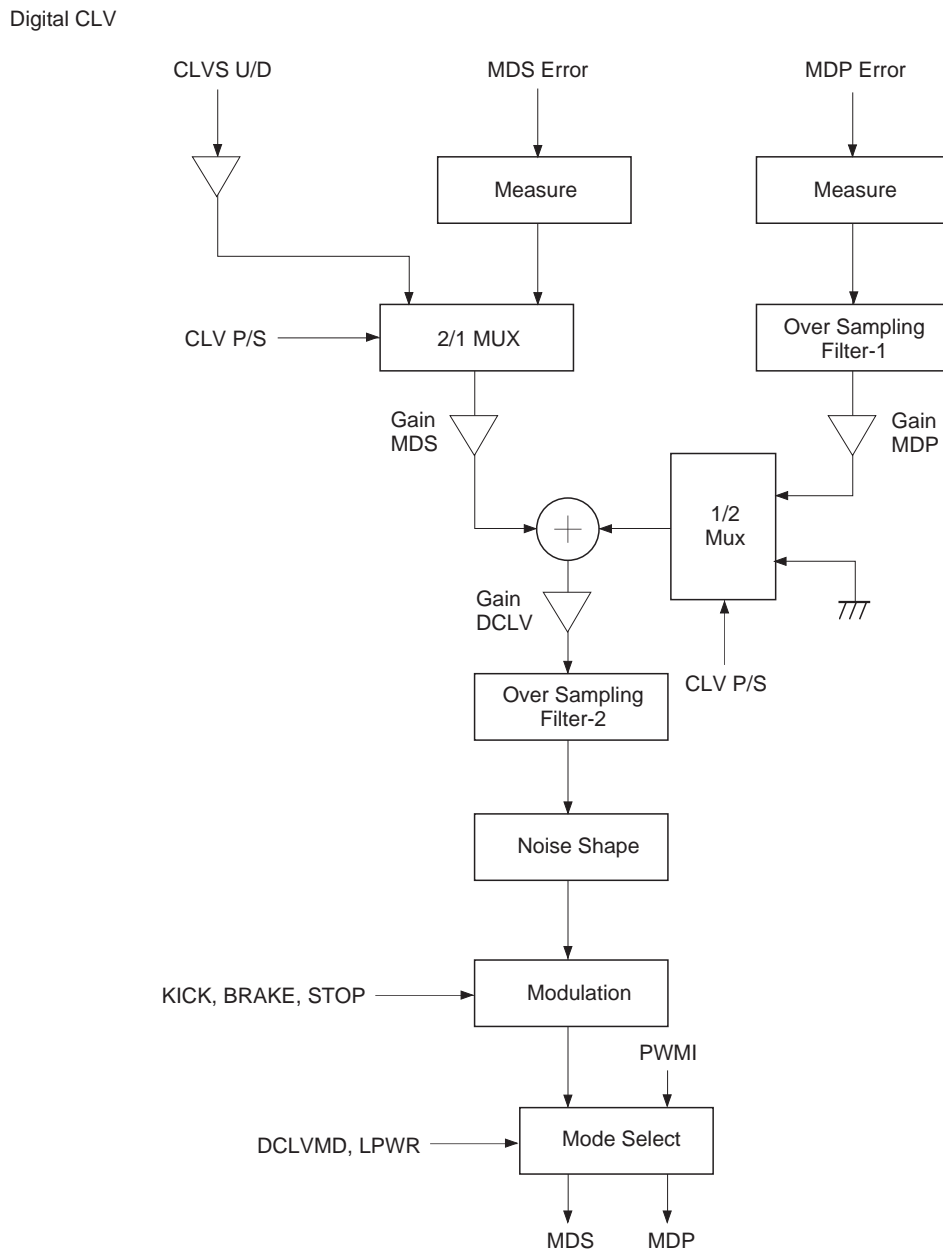 Digital CLV
CLVS U/D
MDS Error
MDP Error
Measure
Measure
CLV P/S
2/1 MUX
Over Sampling
Filter-1
Gain
MDS
Gain
MDP
1/2
Mux
Gain
DCLV
CLV P/S
Over Sampling
Filter-2
Noise Shape
KICK, BRAKE, STOP
Modulation
PWMI
DCLVMD, LPWR
Mode Select
MDS
MDP